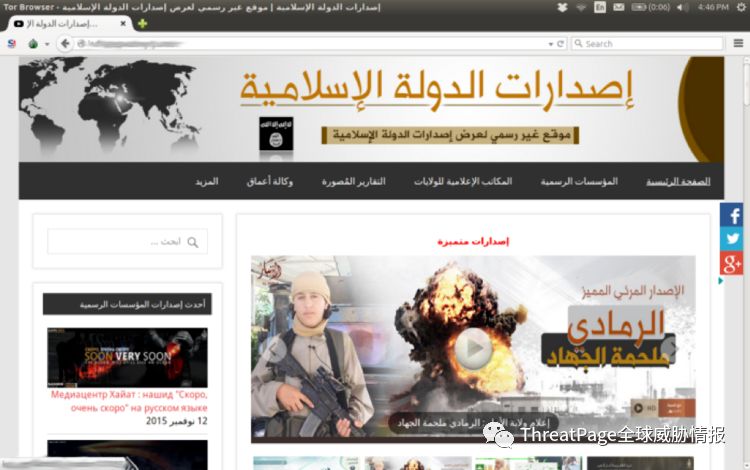 Tor Browser - إصدارات الدولة الإسلامية | موقع غير رسمي لعرض إصدارات الدولة الإسلامية
En
(0:06)
4:46 PM
إصدارات الدولة الإ...
Search
إصدارات الدولة الإسلامية
موقع غير رسمي لعرض إصدارات الدولة الإسلامية
الصفحة الرئيسية
المؤسسات الرسمية
المكاتب الإعلامية للولايات
التقارير المُصورة
وكالة أعماق
المزيد
ابحث ...
إصدارات متميزة
أحدث إصدارات المؤسسات الرسمية
SOON VERY SOON
Медиацентр Хайат : нашид "Скоро,
очень скоро" на русском языке
12 نوفمبر 2015
الإصدار المرئي المميز
الرمادي
ملحمة الجهاد
HD
إعلام ولاية الأنبار: الرمادي ملحمة الجهاد
ThreatPage全球威胁情报